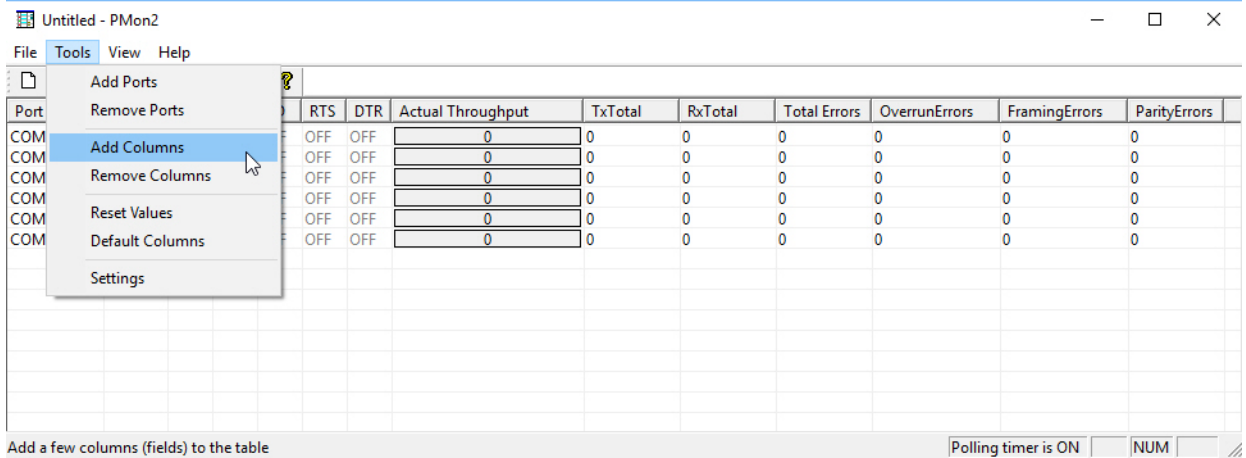 Untitled - PMon2
File Tools View Help
Add Ports
Remove Ports
Add Columns
Remove Columns
Reset Values
Default Columns
Settings
Port RTS DTR Actual Throughput TxTotal RxTotal Total Errors OverrunErrors FramingErrors ParityErrors
COM OFF OFF 0 0 0 0 0 0 0
COM OFF OFF 0 0 0 0 0 0 0
COM OFF OFF 0 0 0 0 0 0 0
COM OFF OFF 0 0 0 0 0 0 0
COM OFF OFF 0 0 0 0 0 0 0
COM OFF OFF 0 0 0 0 0 0 0
Add a few columns (fields) to the table Polling timer is ON NUM